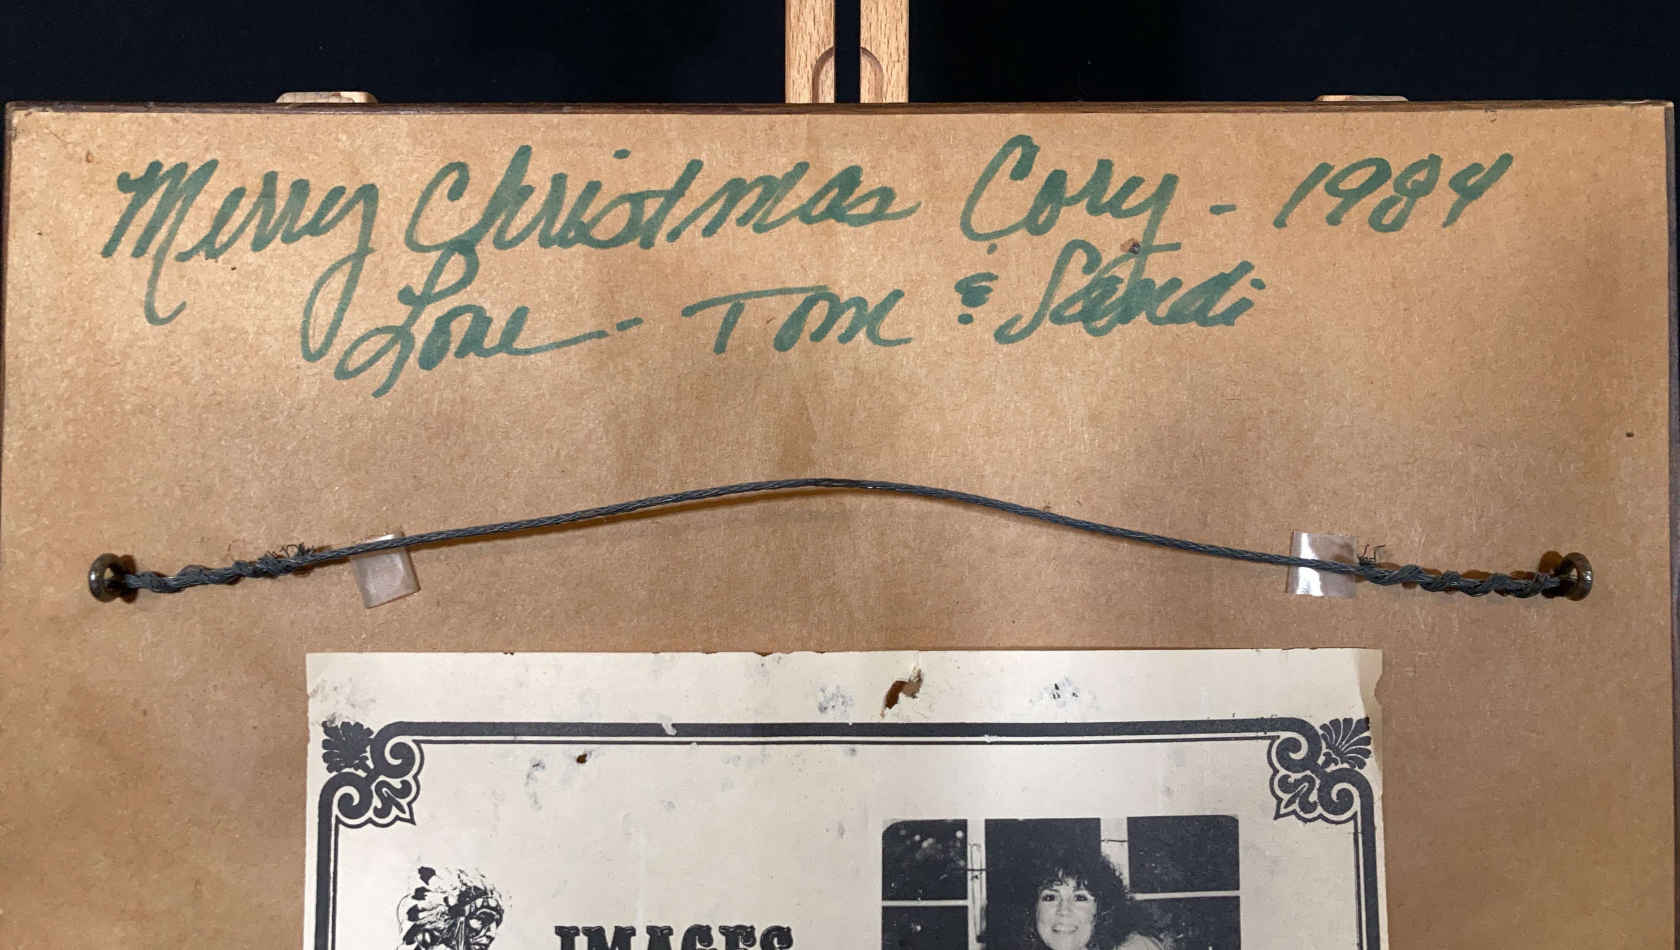 Merry Christmas Cory - 1984
Love - Tom & Sandi
IMAGES